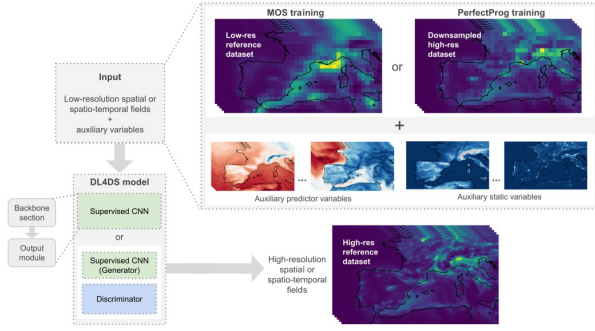 MOS training
PerfectProg training
Low-res
reference
dataset
or
Downsampled
high-res
dataset
+
...
...
Auxiliary predictor variables
Auxiliary static variables
Input
Low-resolution spatial or
spatio-temporal fields
+
auxiliary variables
DL4DS model
Backbone
section
Output
module
Supervised CNN
or
Supervised CNN
(Generator)
Discriminator
High-resolution
spatial or
spatio-temporal
fields
High-res
reference
dataset